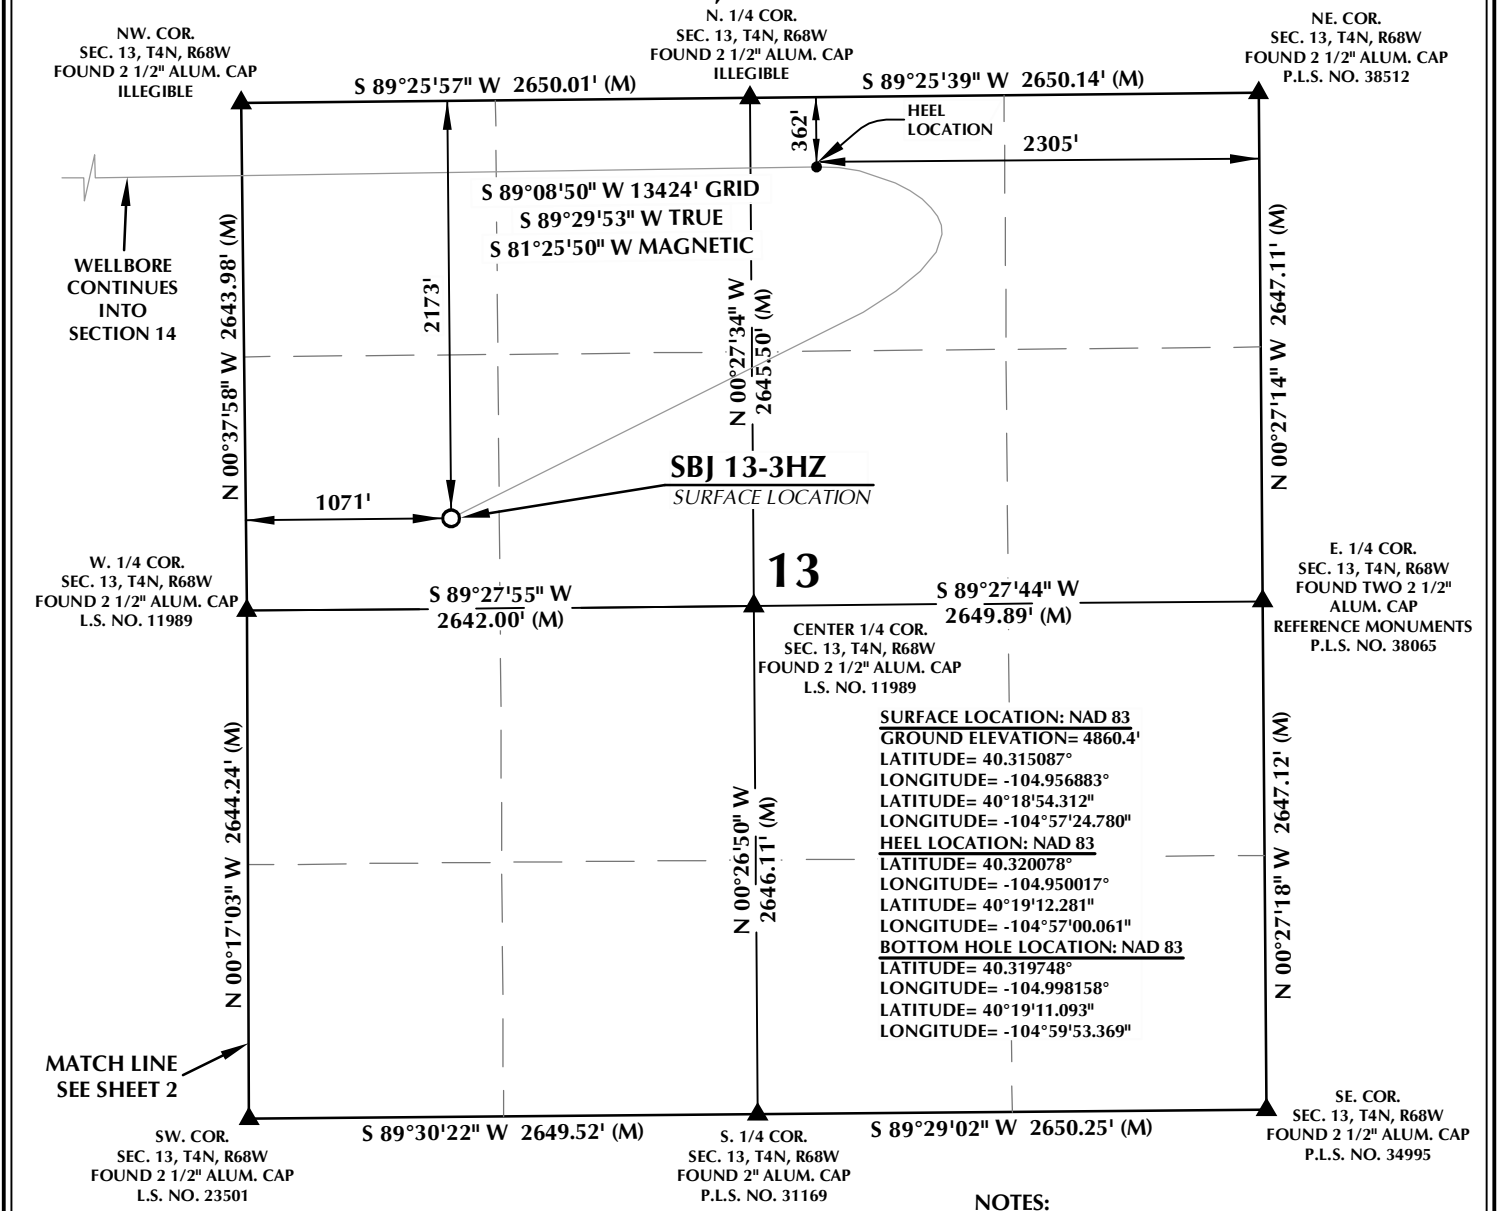 NW. COR.
SEC. 13, T4N, R68W
FOUND 2 1/2" ALUM. CAP
ILLEGIBLE
N. 1/4 COR.
SEC. 13, T4N, R68W
FOUND 2 1/2" ALUM. CAP
ILLEGIBLE
NE. COR.
SEC. 13, T4N, R68W
FOUND 2 1/2" ALUM. CAP
P.L.S. NO. 38512
S 89°25'57" W 2650.01' (M)
S 89°25'39" W 2650.14' (M)
362'
HEEL
LOCATION
2305'
S 89°08'50" W 13424' GRID
S 89°29'53" W TRUE
S 81°25'50" W MAGNETIC
WELLBORE
CONTINUES
INTO
SECTION 14
N 00°37'58" W 2643.98' (M)
2173'
N 00°27'34" W
2645.50' (M)
N 00°27'14" W 2647.11' (M)
SBJ 13-3HZ
SURFACE LOCATION
1071'
W. 1/4 COR.
SEC. 13, T4N, R68W
FOUND 2 1/2" ALUM. CAP
L.S. NO. 11989
S 89°27'55" W
2642.00' (M)
13
S 89°27'44" W
2649.89' (M)
E. 1/4 COR.
SEC. 13, T4N, R68W
FOUND TWO 2 1/2"
ALUM. CAP
REFERENCE MONUMENTS
P.L.S. NO. 38065
CENTER 1/4 COR.
SEC. 13, T4N, R68W
FOUND 2 1/2" ALUM. CAP
L.S. NO. 11989
N 00°17'03" W 2644.24' (M)
N 00°26'50" W
2646.11' (M)
SURFACE LOCATION: NAD 83
GROUND ELEVATION= 4860.4'
LATITUDE= 40.315087°
LONGITUDE= -104.956883°
LATITUDE= 40°18'54.312"
LONGITUDE= -104°57'24.780"
HEEL LOCATION: NAD 83
LATITUDE= 40.320078°
LONGITUDE= -104.950017°
LATITUDE= 40°19'12.281"
LONGITUDE= -104°57'00.061"
BOTTOM HOLE LOCATION: NAD 83
LATITUDE= 40.319748°
LONGITUDE= -104.998158°
LATITUDE= 40°19'11.093"
LONGITUDE= -104°59'53.369"
N 00°27'18" W 2647.12' (M)
MATCH LINE
SEE SHEET 2
SW. COR.
SEC. 13, T4N, R68W
FOUND 2 1/2" ALUM. CAP
L.S. NO. 23501
S 89°30'22" W 2649.52' (M)
S. 1/4 COR.
SEC. 13, T4N, R68W
FOUND 2" ALUM. CAP
P.L.S. NO. 31169
S 89°29'02" W 2650.25' (M)
SE. COR.
SEC. 13, T4N, R68W
FOUND 2 1/2" ALUM. CAP
P.L.S. NO. 34995
NOTES: